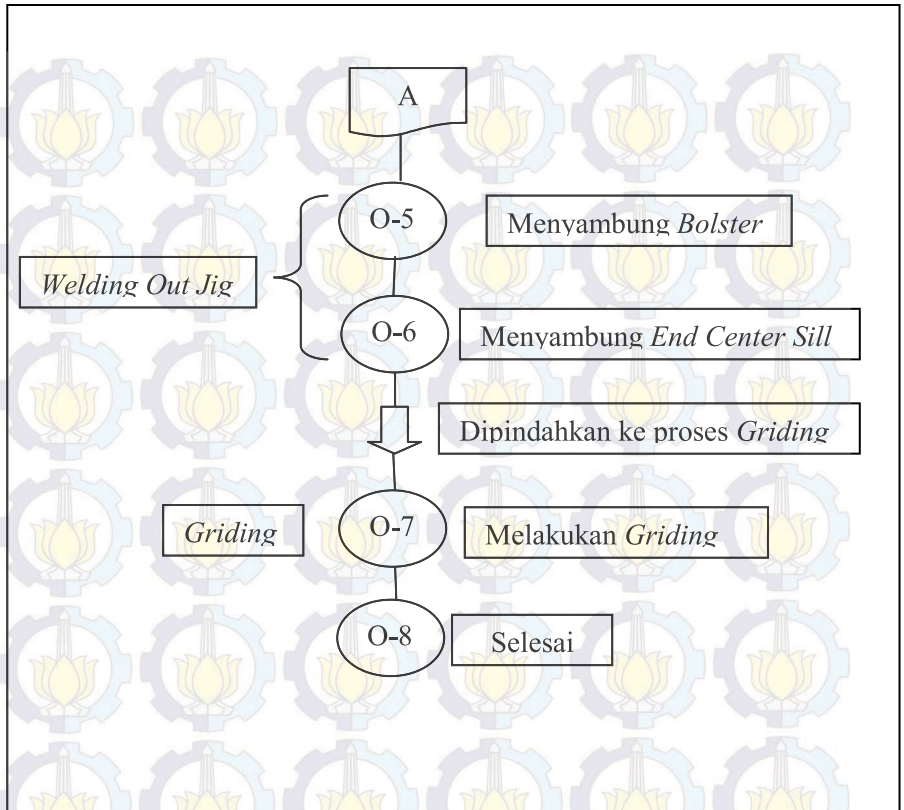 A
O-5
Menyambung Bolster
Welding Out Jig
O-6
Menyambung End Center Sill
Dipindahkan ke proses Griding
Griding
O-7
Melakukan Griding
O-8
Selesai